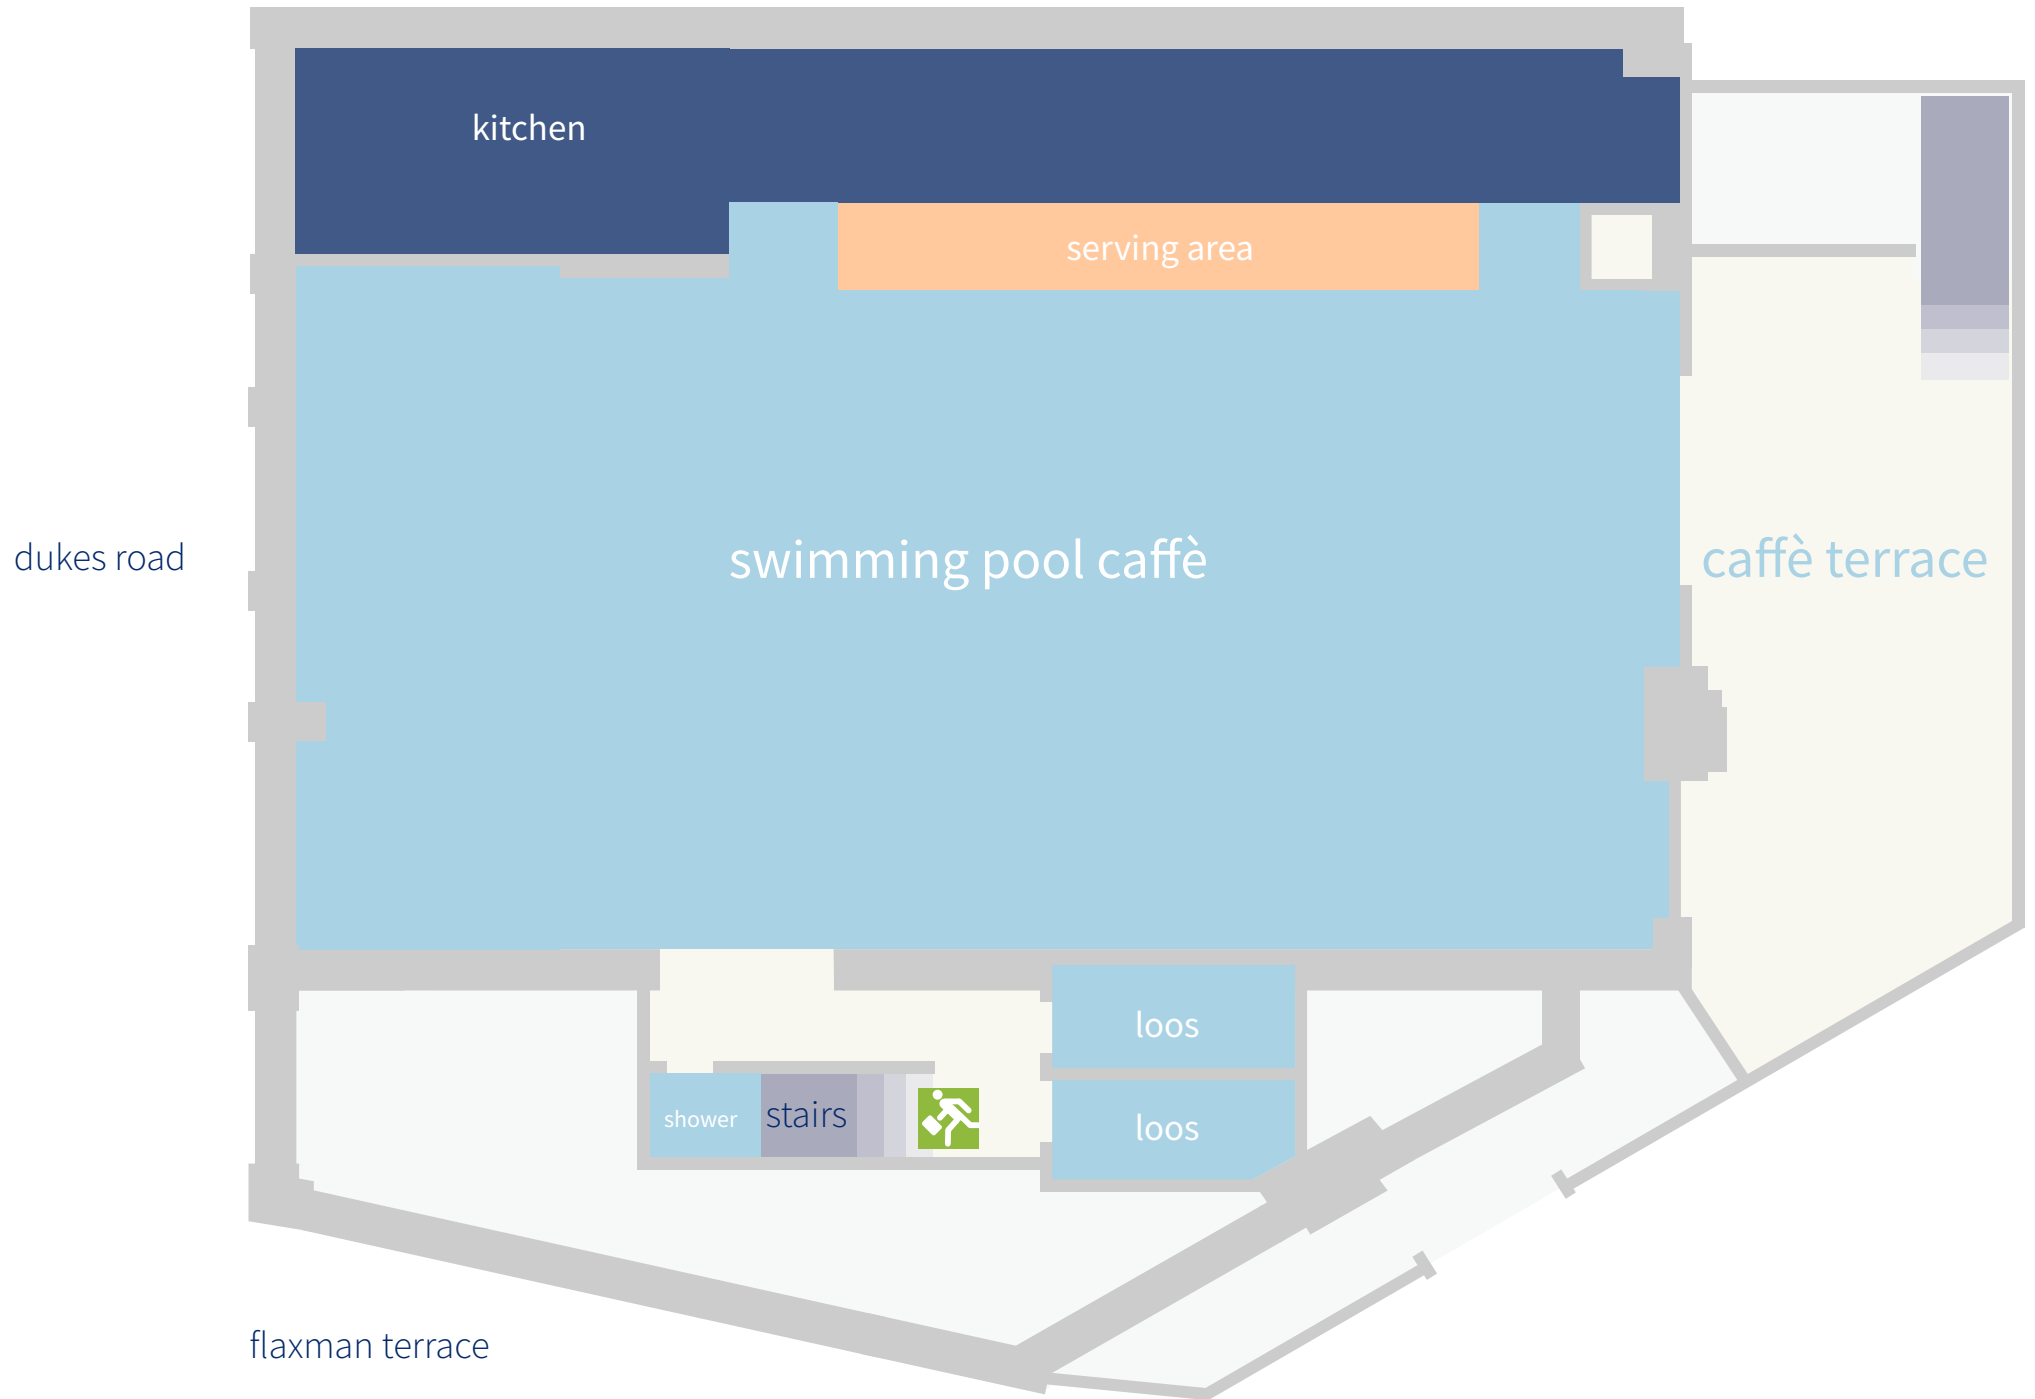 kitchen
serving area
dukes road
swimming pool caffè
caffè terrace
loos
shower
stairs
loos
flaxman terrace